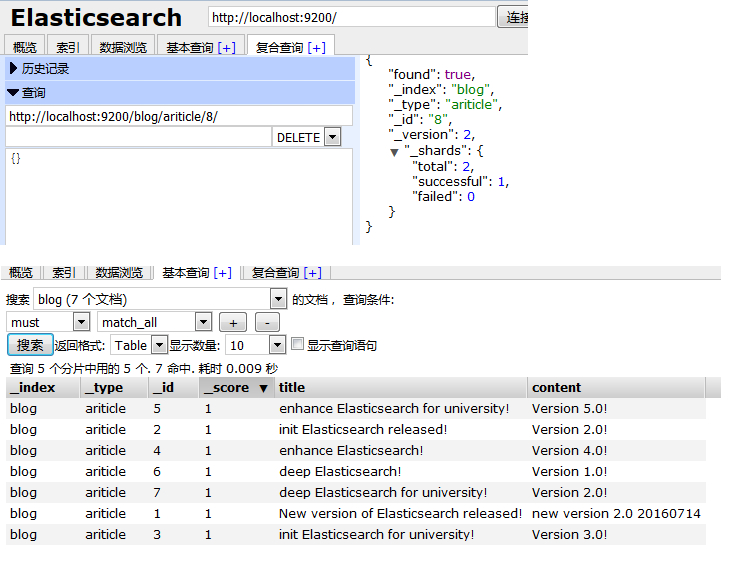 Elasticsearch http://localhost:9200/ 连接
概览 索引 数据浏览 基本查询 [+] 复合查询 [+]
历史记录
查询
http://localhost:9200/blog/ariticle/8/
DELETE
{}
{
"found": true,
"_index": "blog",
"_type": "ariticle",
"_id": "8",
"_version": 2,
"_shards": {
"total": 2,
"successful": 1,
"failed": 0
}
}
概览 索引 数据浏览 基本查询 [+] 复合查询 [+]
搜索 blog (7 个文档) 的文档， 查询条件:
must match_all + -
搜索 返回格式: Table 显示数量: 10 显示查询语句
查询 5 个分片中用的 5 个. 7 命中. 耗时 0.009 秒
_index _type _id _score ▼ title content
blog ariticle 5 1 enhance Elasticsearch for university! Version 5.0!
blog ariticle 2 1 init Elasticsearch released! Version 2.0!
blog ariticle 4 1 enhance Elasticsearch! Version 4.0!
blog ariticle 6 1 deep Elasticsearch! Version 1.0!
blog ariticle 7 1 deep Elasticsearch for university! Version 2.0!
blog ariticle 1 1 New version of Elasticsearch released! new version 2.0 20160714
blog ariticle 3 1 init Elasticsearch for university! Version 3.0!